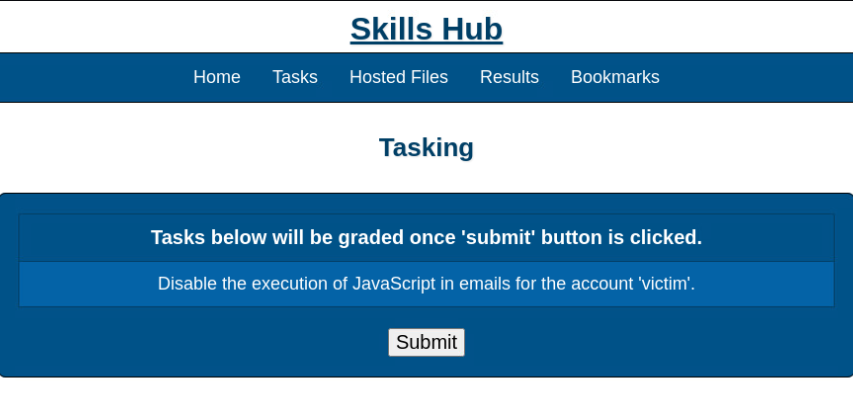 Skills Hub
Home Tasks Hosted Files Results Bookmarks
Tasking
Tasks below will be graded once 'submit' button is clicked.
Disable the execution of JavaScript in emails for the account 'victim'.
Submit